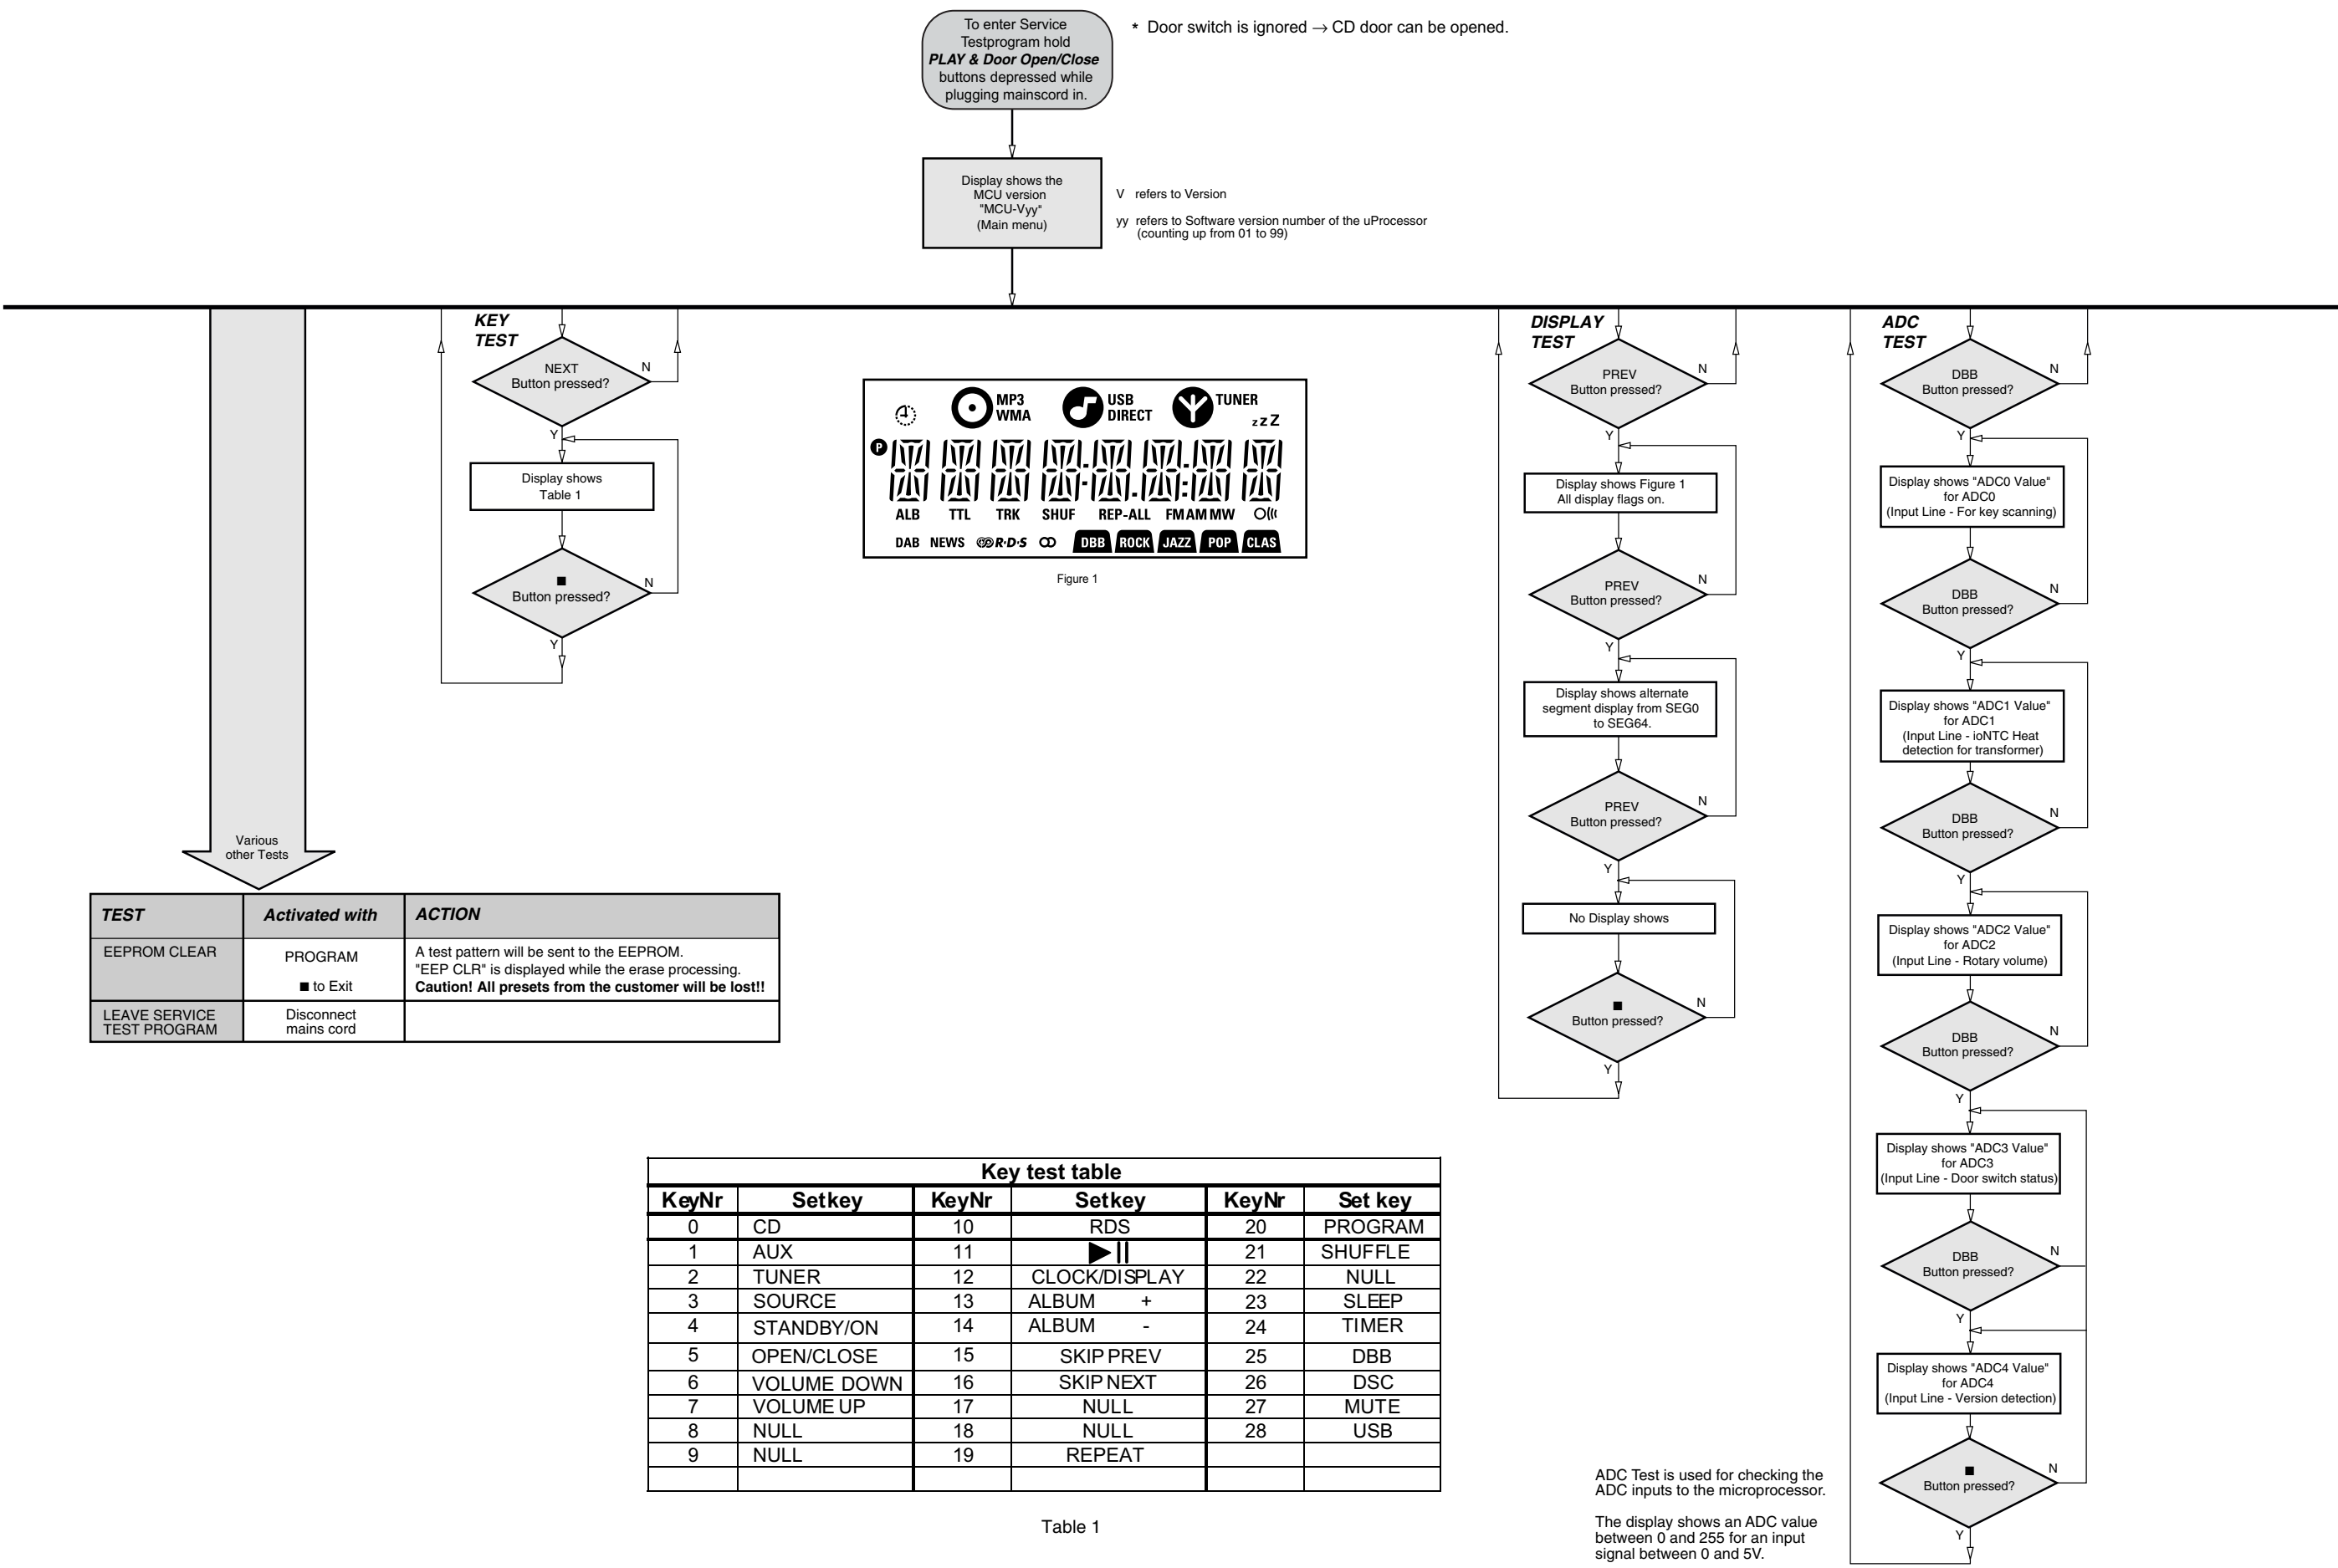 To enter Service
Testprogram hold
PLAY & Door Open/Close
buttons depressed while
plugging mainscord in.
* Door switch is ignored → CD door can be opened.
Display shows the
MCU version
"MCU-Vyy"
(Main menu)
V refers to Version
yy refers to Software version number of the uProcessor
(counting up from 01 to 99)
Various
other Tests
TEST Activated with ACTION
EEPROM CLEAR
PROGRAM
■ to Exit
A test pattern will be sent to the EEPROM.
"EEP CLR" is displayed while the erase processing.
Caution! All presets from the customer will be lost!!
LEAVE SERVICE
TEST PROGRAM
Disconnect
mains cord
KEY
TEST
NEXT
Button pressed?
N
Y
Display shows
Table 1
■
Button pressed?
N
Y
MP3
WMA
USB
DIRECT
TUNER
zzZ
P
ALB TTL TRK SHUF REP-ALL FM AM MW
DAB NEWS R·D·S DBB ROCK JAZZ POP CLAS
Figure 1
DISPLAY
TEST
PREV
Button pressed?
N
Y
Display shows Figure 1
All display flags on.
PREV
Button pressed?
N
Y
Display shows alternate
segment display from SEG0
to SEG64.
PREV
Button pressed?
N
Y
No Display shows
■
Button pressed?
N
Y
ADC
TEST
DBB
Button pressed?
N
Y
Display shows "ADC0 Value"
for ADC0
(Input Line - For key scanning)
DBB
Button pressed?
N
Y
Display shows "ADC1 Value"
for ADC1
(Input Line - ioNTC Heat
detection for transformer)
DBB
Button pressed?
N
Y
Display shows "ADC2 Value"
for ADC2
(Input Line - Rotary volume)
DBB
Button pressed?
N
Y
Display shows "ADC3 Value"
for ADC3
(Input Line - Door switch status)
DBB
Button pressed?
N
Y
Display shows "ADC4 Value"
for ADC4
(Input Line - Version detection)
■
Button pressed?
N
Y
Key test table
KeyNr Setkey KeyNr Setkey KeyNr Set key
0 CD 10 RDS 20 PROGRAM
1 AUX 11 ▶|| 21 SHUFFLE
2 TUNER 12 CLOCK/DISPLAY 22 NULL
3 SOURCE 13 ALBUM + 23 SLEEP
4 STANDBY/ON 14 ALBUM - 24 TIMER
5 OPEN/CLOSE 15 SKIP PREV 25 DBB
6 VOLUME DOWN 16 SKIP NEXT 26 DSC
7 VOLUME UP 17 NULL 27 MUTE
8 NULL 18 NULL 28 USB
9 NULL 19 REPEAT
Table 1
ADC Test is used for checking the
ADC inputs to the microprocessor.
The display shows an ADC value
between 0 and 255 for an input
signal between 0 and 5V.